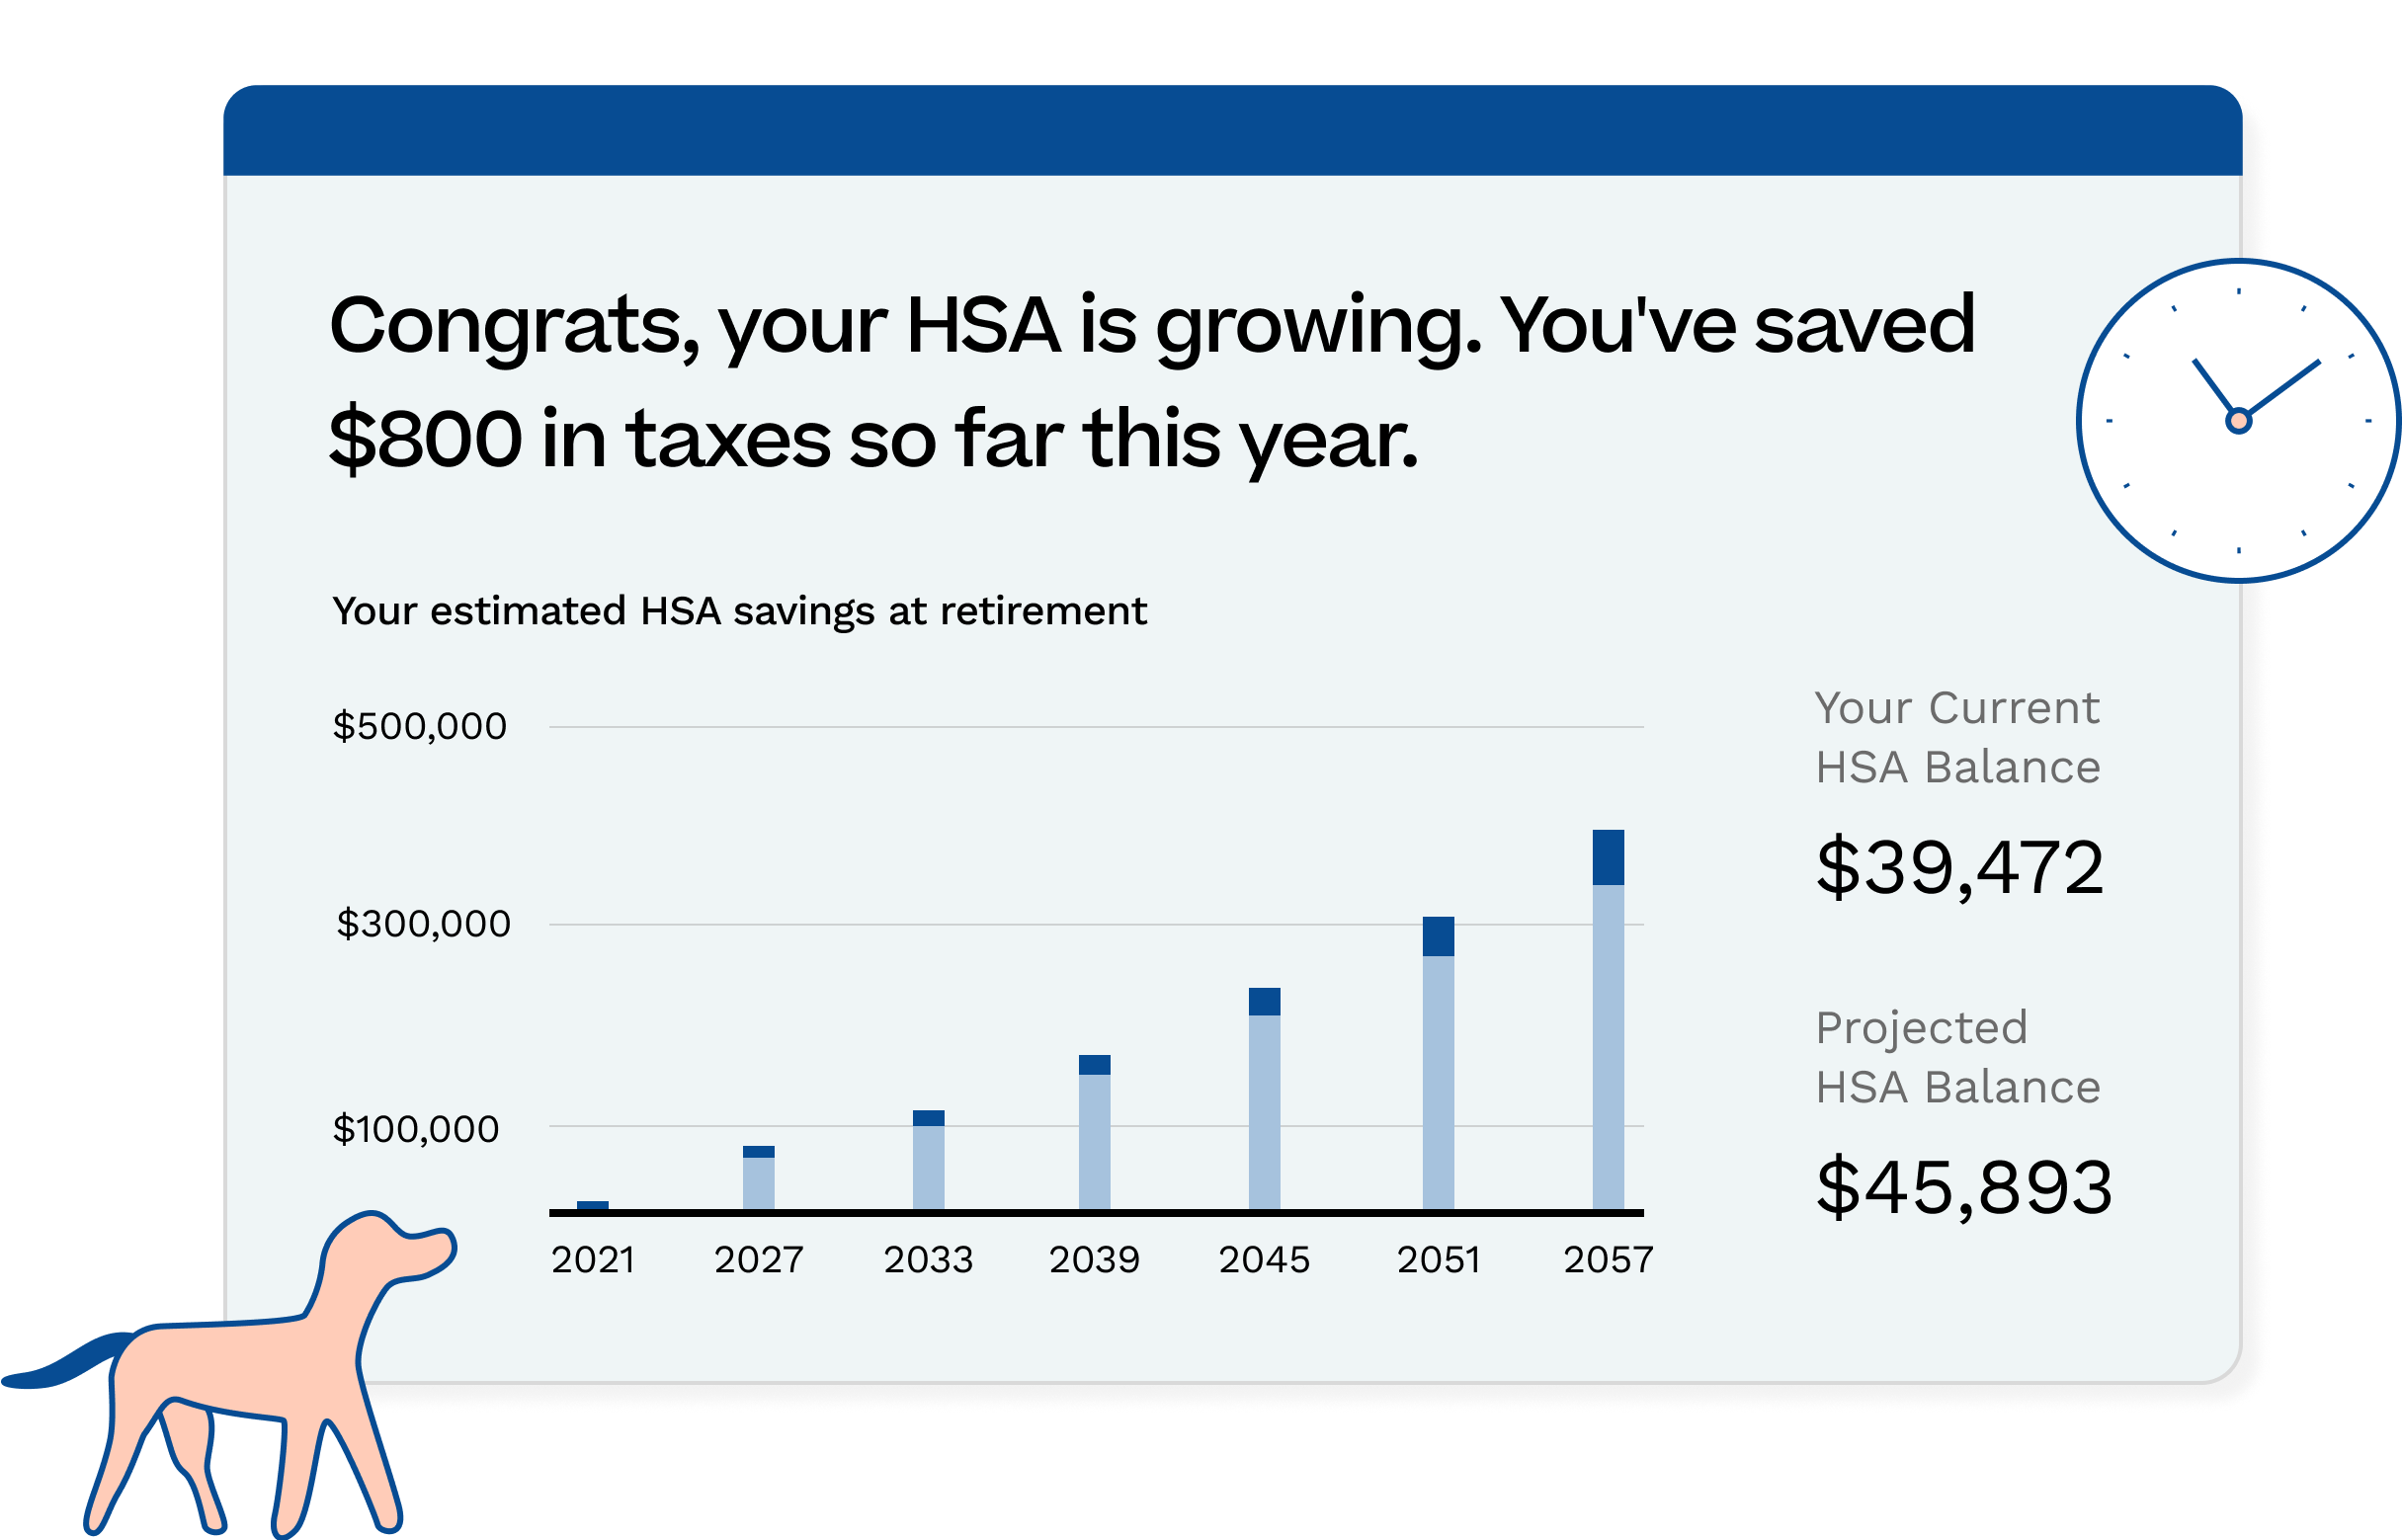 Congrats, your HSA is growing. You've saved
$800 in taxes so far this year.
Your estimated HSA savings at retirement
$500,000
$300,000
$100,000
2021 2027 2033 2039 2045 2051 2057
Your Current
HSA Balance
$39,472
Projected
HSA Balance
$45,893